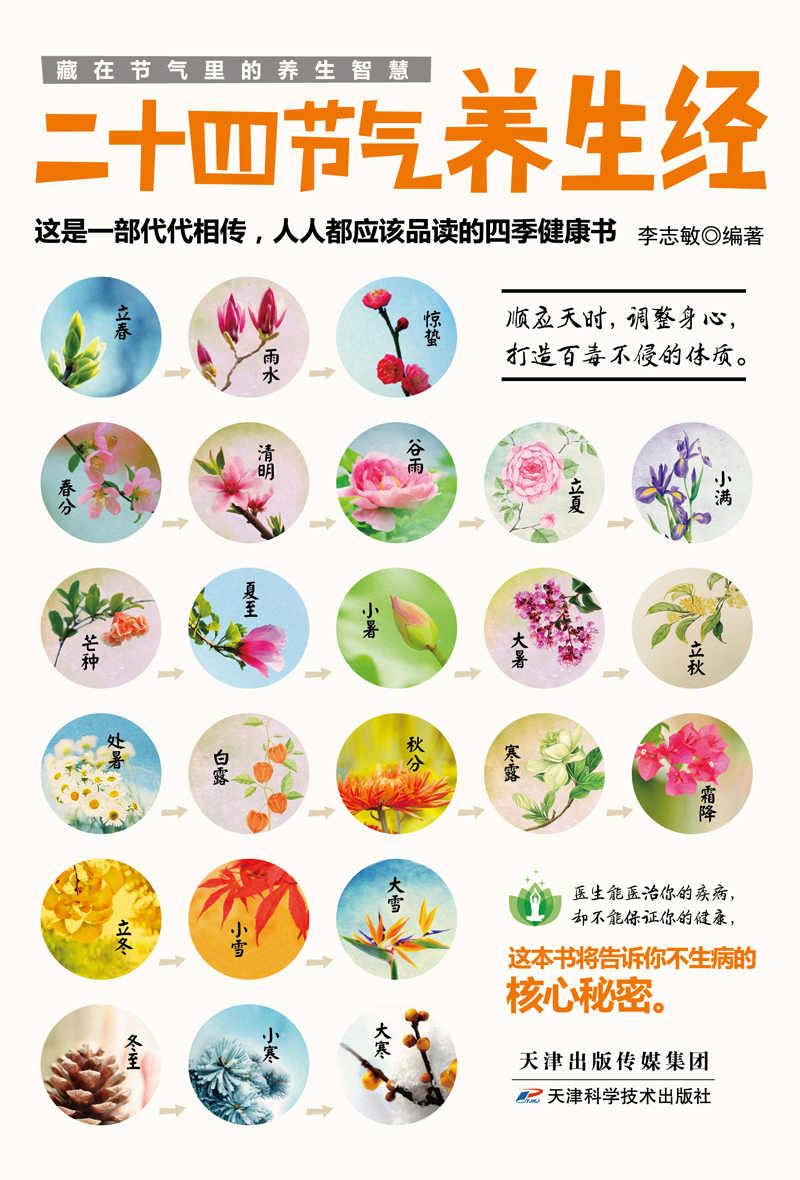 藏在节气里的养生智慧
二十四节气养生经
这是一部代代相传，人人都应该品读的四季健康书
李志敏◎编著
立春
雨水
惊蛰
顺应天时，调整身心，
打造百毒不侵的体质。
春分
清明
谷雨
立夏
小满
芒种
夏至
小暑
大暑
立秋
处暑
白露
秋分
寒露
霜降
立冬
小雪
大雪
医生能医治你的疾病，
却不能保证你的健康，
这本书将告诉你不生病的
核心秘密。
冬至
小寒
大寒
天津出版传媒集团
天津科学技术出版社